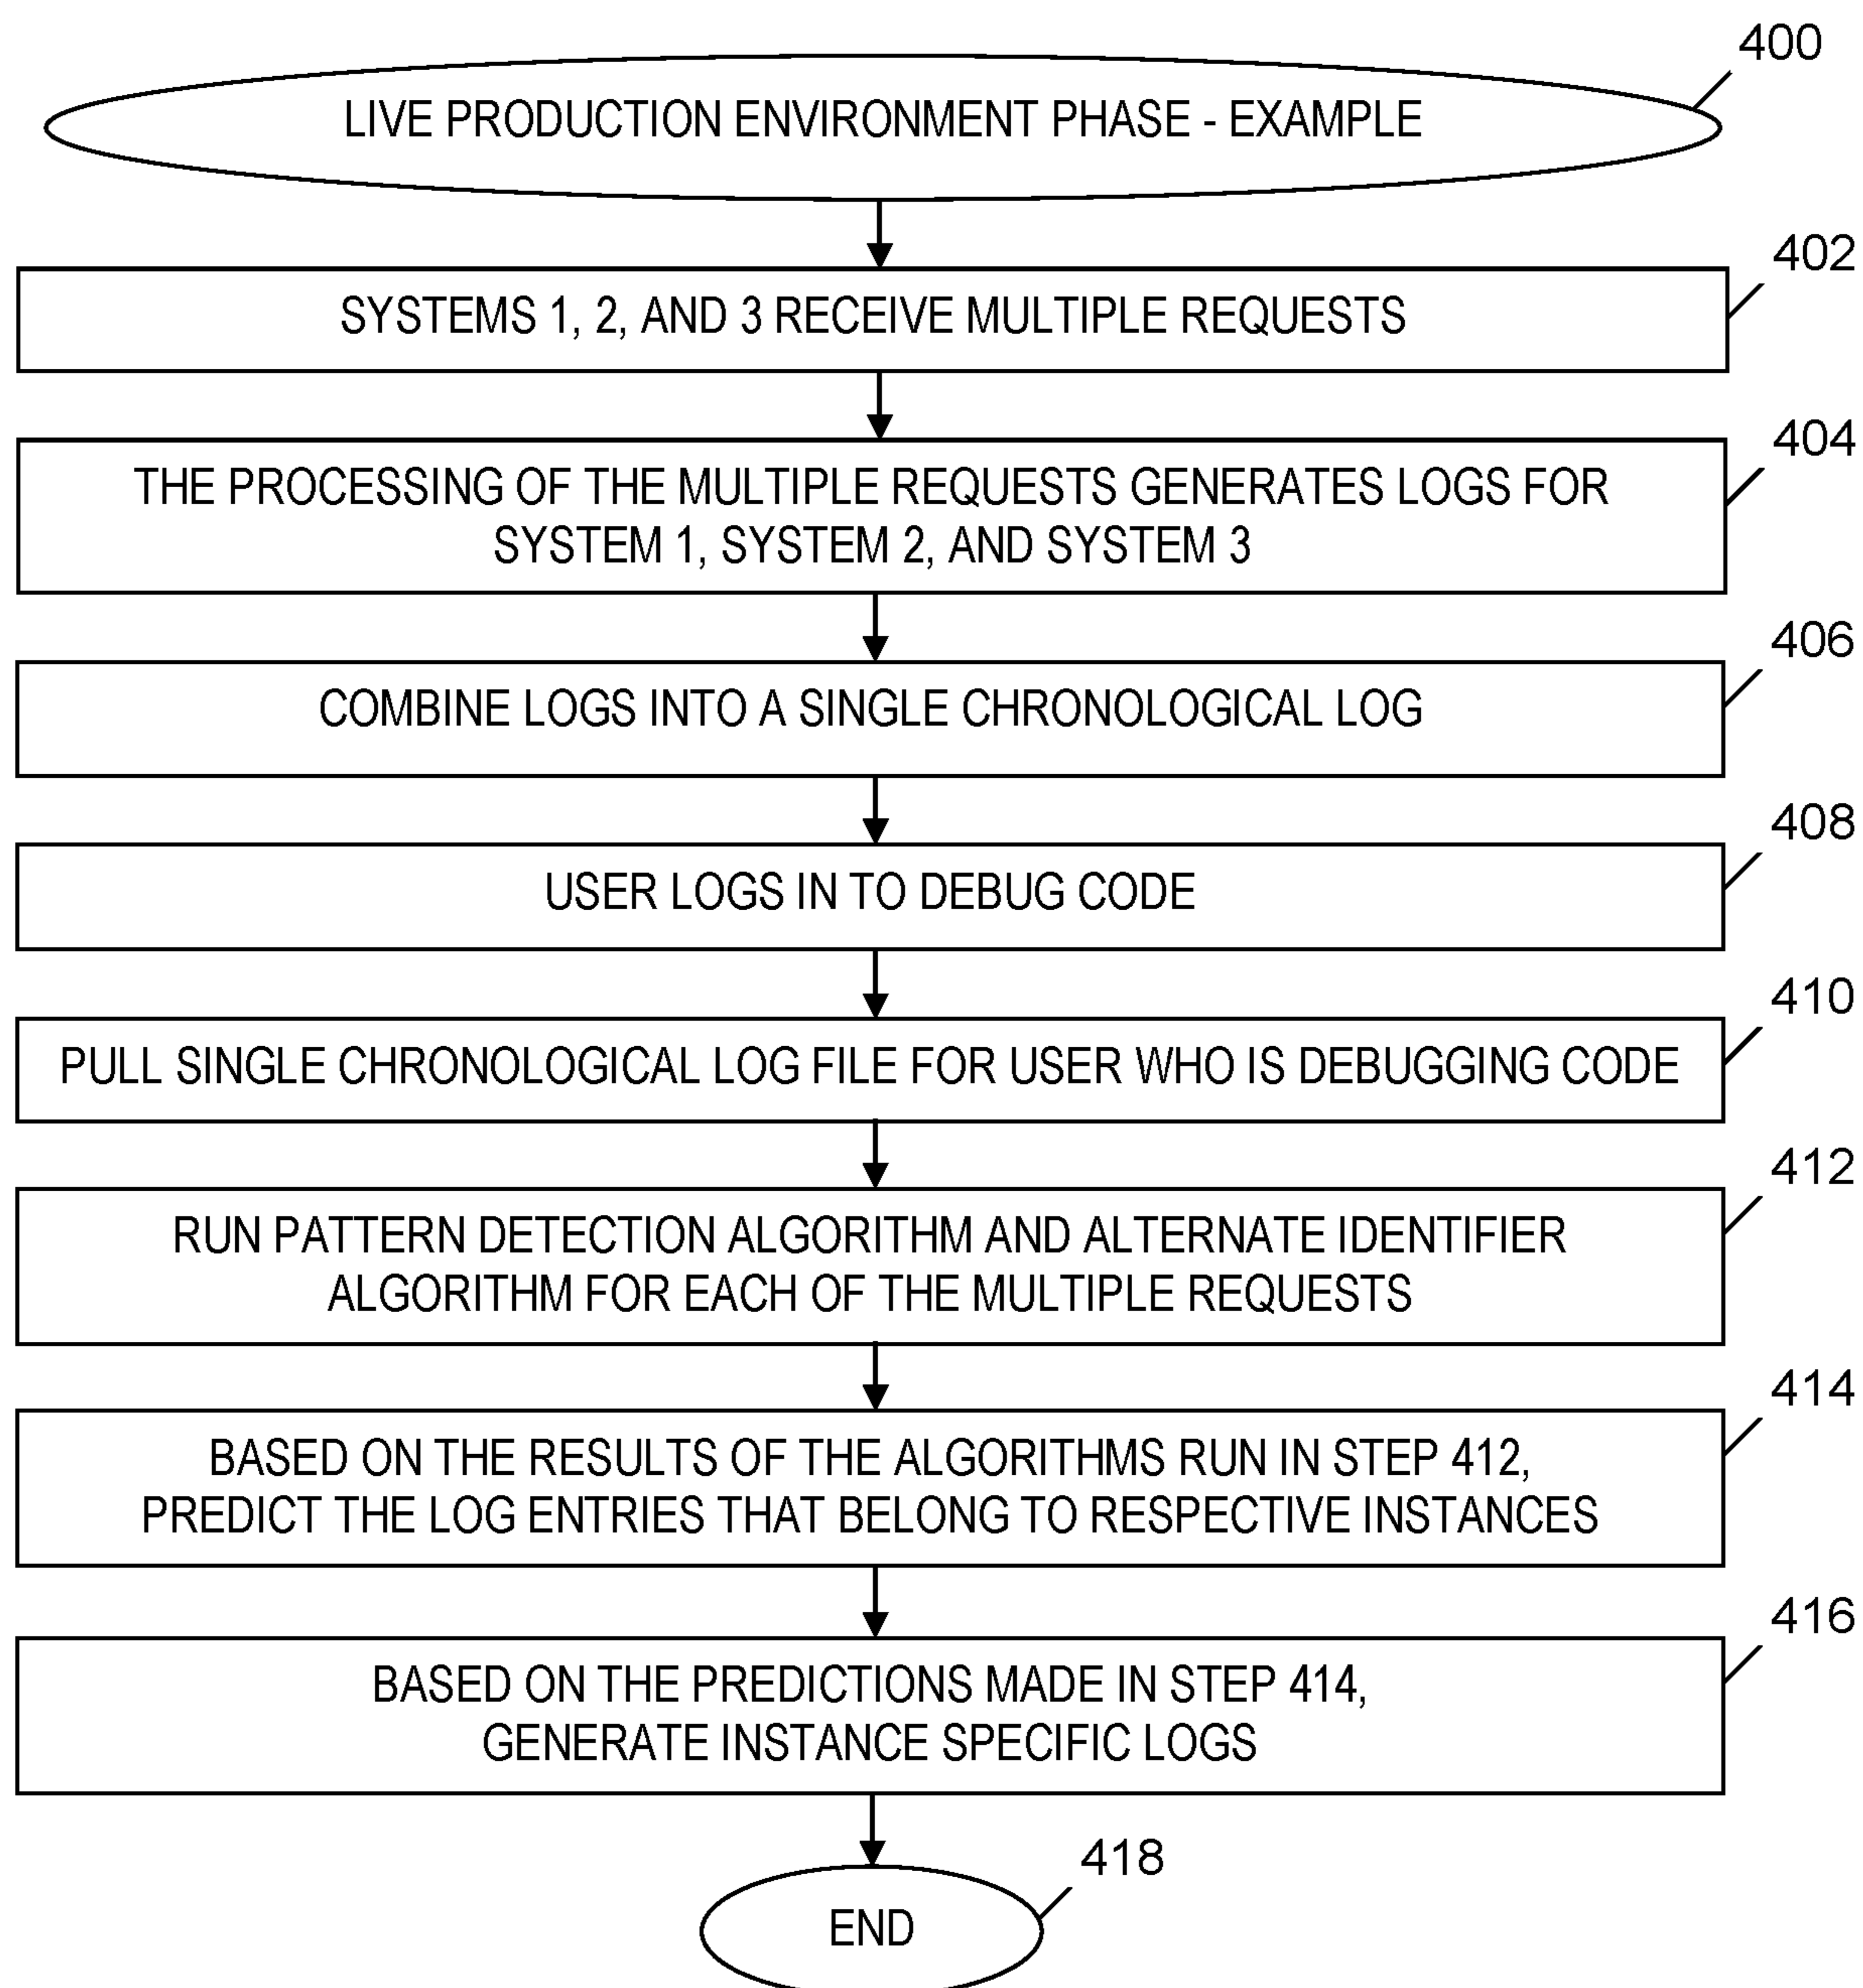 400
LIVE PRODUCTION ENVIRONMENT PHASE - EXAMPLE
402
SYSTEMS 1, 2, AND 3 RECEIVE MULTIPLE REQUESTS
404
THE PROCESSING OF THE MULTIPLE REQUESTS GENERATES LOGS FOR
SYSTEM 1, SYSTEM 2, AND SYSTEM 3
406
COMBINE LOGS INTO A SINGLE CHRONOLOGICAL LOG
408
USER LOGS IN TO DEBUG CODE
410
PULL SINGLE CHRONOLOGICAL LOG FILE FOR USER WHO IS DEBUGGING CODE
412
RUN PATTERN DETECTION ALGORITHM AND ALTERNATE IDENTIFIER
ALGORITHM FOR EACH OF THE MULTIPLE REQUESTS
414
BASED ON THE RESULTS OF THE ALGORITHMS RUN IN STEP 412,
PREDICT THE LOG ENTRIES THAT BELONG TO RESPECTIVE INSTANCES
416
BASED ON THE PREDICTIONS MADE IN STEP 414,
GENERATE INSTANCE SPECIFIC LOGS
418
END